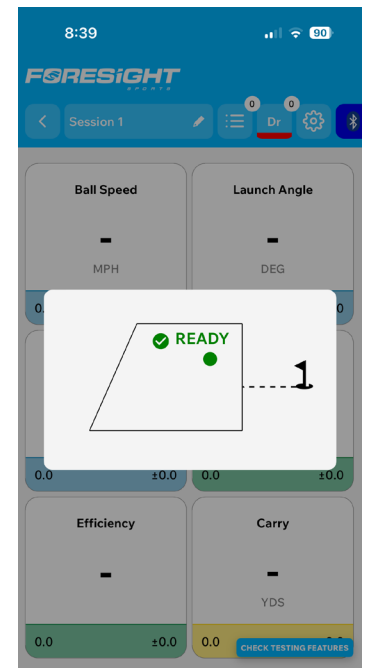 8:39
90
FORESiGHT
SPORTS
Session 1
0
Dr
0
Ball Speed
-
MPH
Launch Angle
-
DEG
0.
0
READY
1
0.0 ±0.0
0.0 ±0.0
Efficiency
-
Carry
-
YDS
0.0 ±0.0
0.0
CHECK TESTING FEATURES